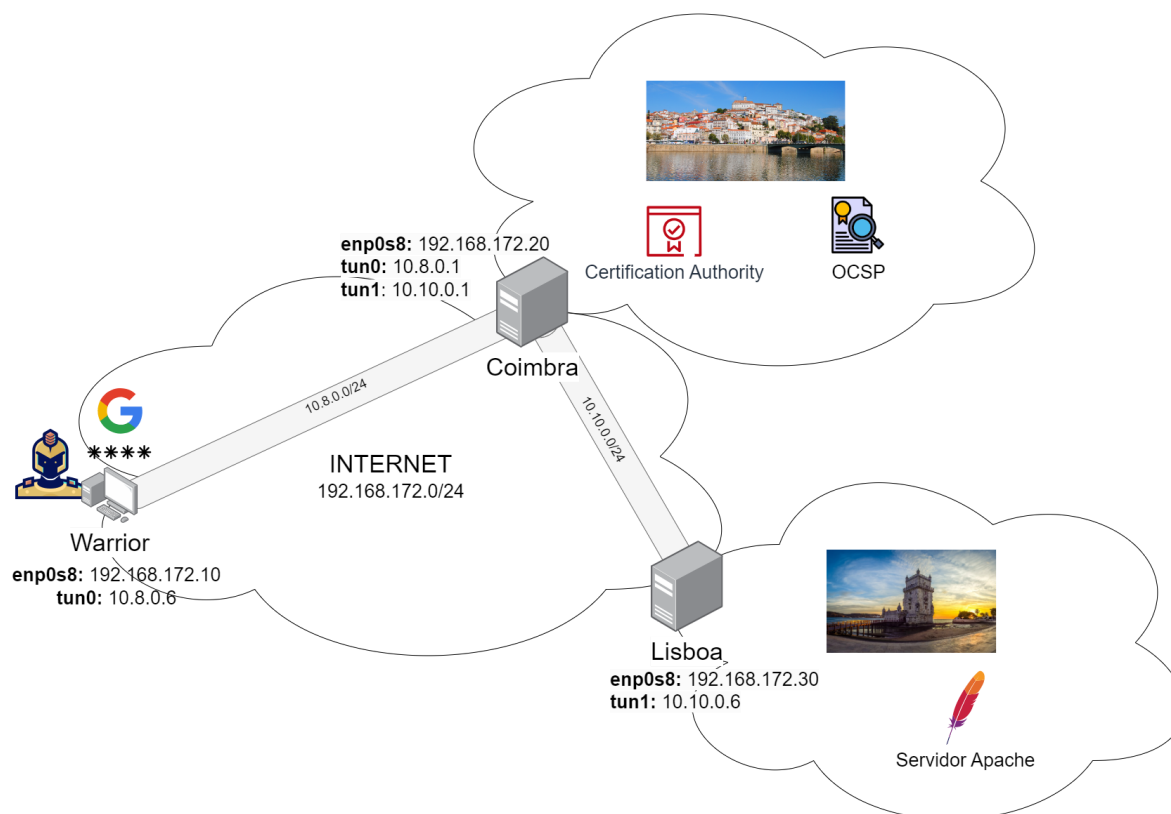 enp0s8: 192.168.172.20
tun0: 10.8.0.1
tun1: 10.10.0.1
Certification Authority
OCSP
Coimbra
10.8.0.0/24
10.10.0.0/24
INTERNET
192.168.172.0/24
****
Warrior
enp0s8: 192.168.172.10
tun0: 10.8.0.6
Lisboa
enp0s8: 192.168.172.30
tun1: 10.10.0.6
Servidor Apache